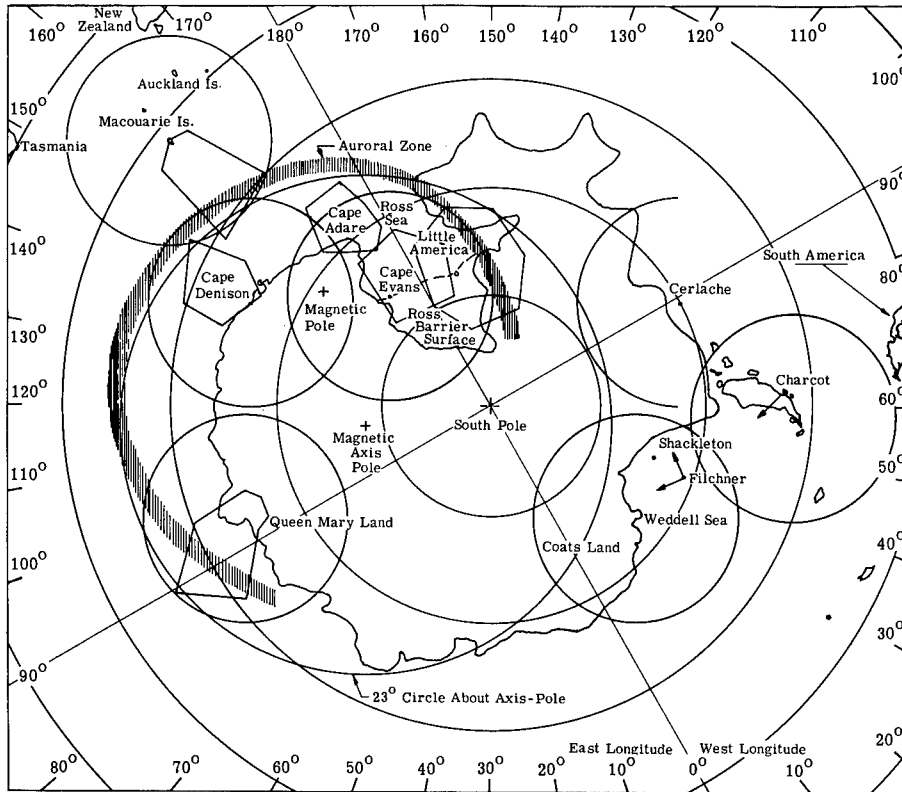 New
Zealand
160°
170°
180°
170°
160°
150°
140°
130°
120°
110°
100°
150°
Auckland Is.
Macouarie Is.
Tasmania
Auroral Zone
90°
140°
Cape
Adare
Ross
Sea
Little
America
South America
Cape
Denison
Cape
Evans
80°
Magnetic
Pole
Cerlache
130°
Ross
Barrier
Surface
120°
Charcot
60°
Magnetic
Axis
Pole
South Pole
110°
Shackleton
50°
Filchner
Queen Mary Land
Weddell Sea
100°
Coats Land
40°
30°
90°
23° Circle About Axis-Pole
20°
East Longitude
West Longitude
80°
70°
60°
50°
40°
30°
20°
10°
0°
10°